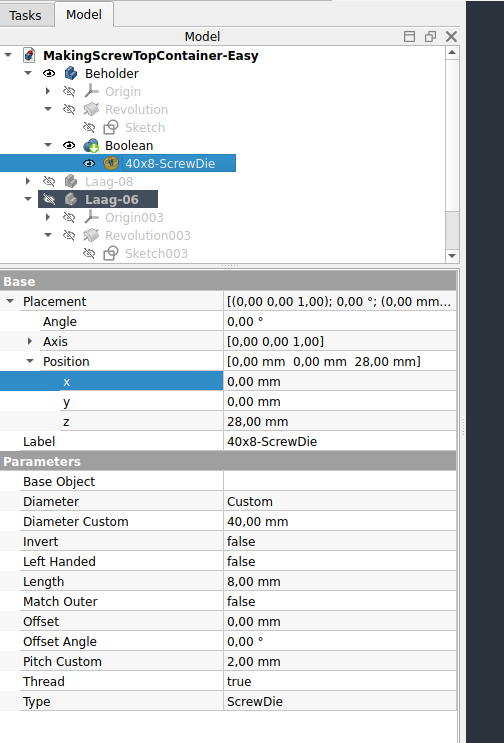 Tasks Model
Model
MakingScrewTopContainer-Easy
Beholder
Origin
Revolution
Sketch
Boolean
40x8-ScrewDie
Laag-08
Laag-06
Origin003
Revolution003
Sketch003
Base
Placement [(0,00 0,00 1,00); 0,00 °; (0,00 mm...
Angle 0,00 °
Axis [0,00 0,00 1,00]
Position [0,00 mm 0,00 mm 28,00 mm]
x 0,00 mm
y 0,00 mm
z 28,00 mm
Label 40x8-ScrewDie
Parameters
Base Object
Diameter Custom
Diameter Custom 40,00 mm
Invert false
Left Handed false
Length 8,00 mm
Match Outer false
Offset 0,00 mm
Offset Angle 0,00 °
Pitch Custom 2,00 mm
Thread true
Type ScrewDie